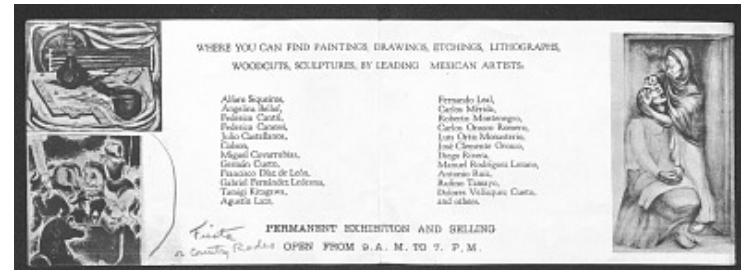 WHERE YOU CAN FIND PAINTINGS, DRAWINGS, ETCHINGS, LITHOGRAPHS,
WOODCUTS, SCULPTURES, BY LEADING MEXICAN ARTISTS:
Alfaro Siqueiros,
Angelina Beloff,
Federico Cantú,
Federico Canessi,
Julio Castellanos,
Miguel Covarrubias,
Germán Cueto,
Francisco Díaz de León,
Gabriel Fernández Ledesma,
Tamiji Kitagawa,
Agustín Lazo,
Fernando Leal,
Carlos Mérida,
Roberto Montenegro,
Carlos Orozco Romero,
Luis Ortiz Monasterio,
José Clemente Orozco,
Diego Rivera,
Manuel Rodríguez Lozano,
Antonio Ruiz,
Rufino Tamayo,
Dolores Velázquez Cueto,
and others.
Fiesta
or Country Rodeo
PERMANENT EXHIBITION AND SELLING
OPEN FROM 9. A. M. TO 7. P. M.